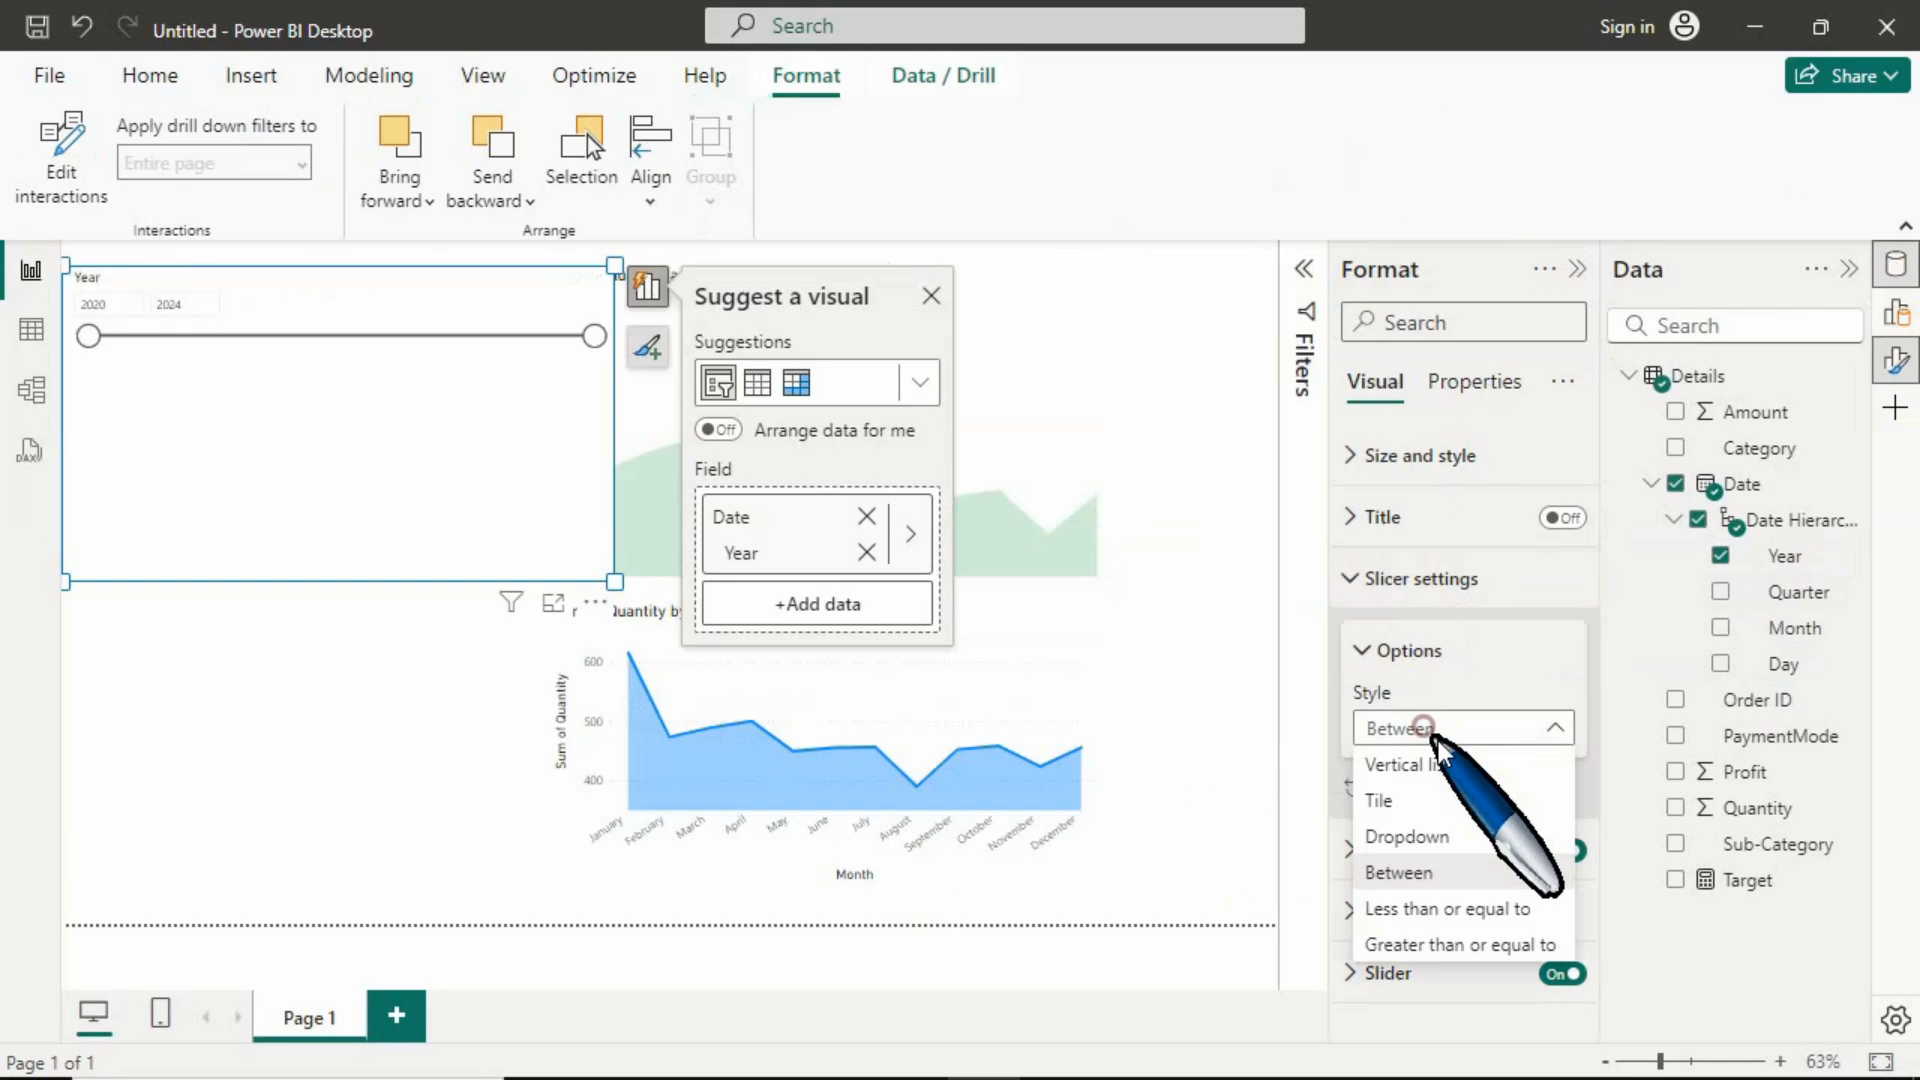 Untitled - Power BI Desktop
Search
Sign in
File
Home
Insert
Modeling
View
Optimize
Help
Format
Data / Drill
Share
Edit
interactions
Apply drill down filters to
Entire page
Interactions
Bring
forward
Send
backward
Selection
Align
Group
Arrange
Year
2020
2024
Suggest a visual
Suggestions
Off
Arrange data for me
Field
Date
Year
+Add data
Quantity by
600
500
400
Sum of Quantity
January
February
March
April
May
June
July
August
September
October
November
December
Month
Filters
Format
Search
Visual
Properties
Size and style
Title
Off
Slicer settings
Options
Style
Between
Vertical
Tile
Dropdown
Between
Less than or equal to
Greater than or equal to
Slider
On
Data
Search
Details
Amount
Category
Date
Date Hierarc...
Year
Quarter
Month
Day
Order ID
PaymentMode
Profit
Quantity
Sub-Category
Target
DAX
Page 1
Page 1 of 1
63%